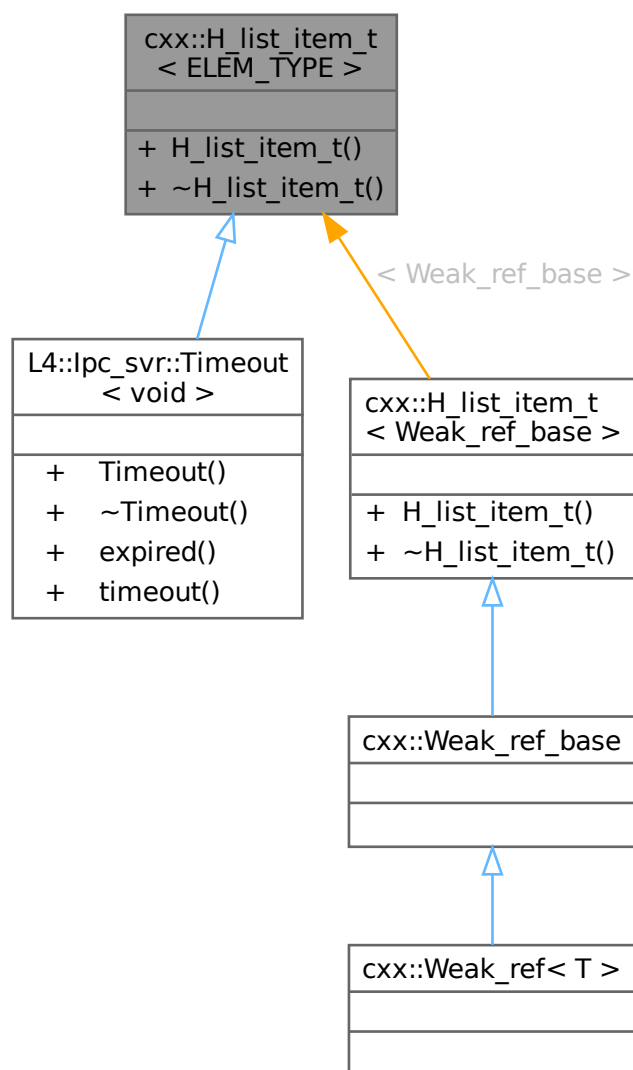 cxx::H_list_item_t
< ELEM_TYPE >
+ H_list_item_t()
+ ~H_list_item_t()
< Weak_ref_base >
L4::Ipc_svr::Timeout
< void >
+ Timeout()
+ ~Timeout()
+ expired()
+ timeout()
cxx::H_list_item_t
< Weak_ref_base >
+ H_list_item_t()
+ ~H_list_item_t()
cxx::Weak_ref_base
cxx::Weak_ref< T >